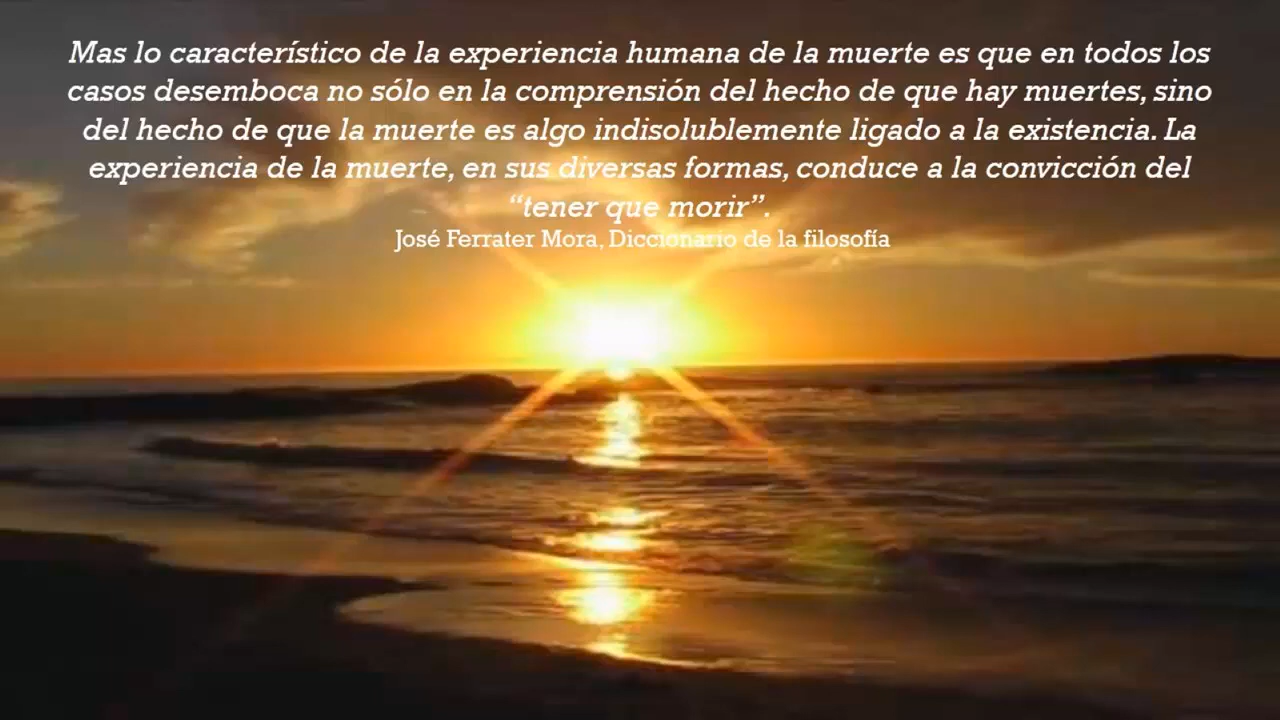 Mas lo característico de la experiencia humana de la muerte es que en todos los
casos desemboca no sólo en la comprensión del hecho de que hay muertes, sino
del hecho de que la muerte es algo indisolublemente ligado a la existencia. La
experiencia de la muerte, en sus diversas formas, conduce a la convicción del
“tener que morir”.
José Ferrater Mora, Diccionario de la filosofía